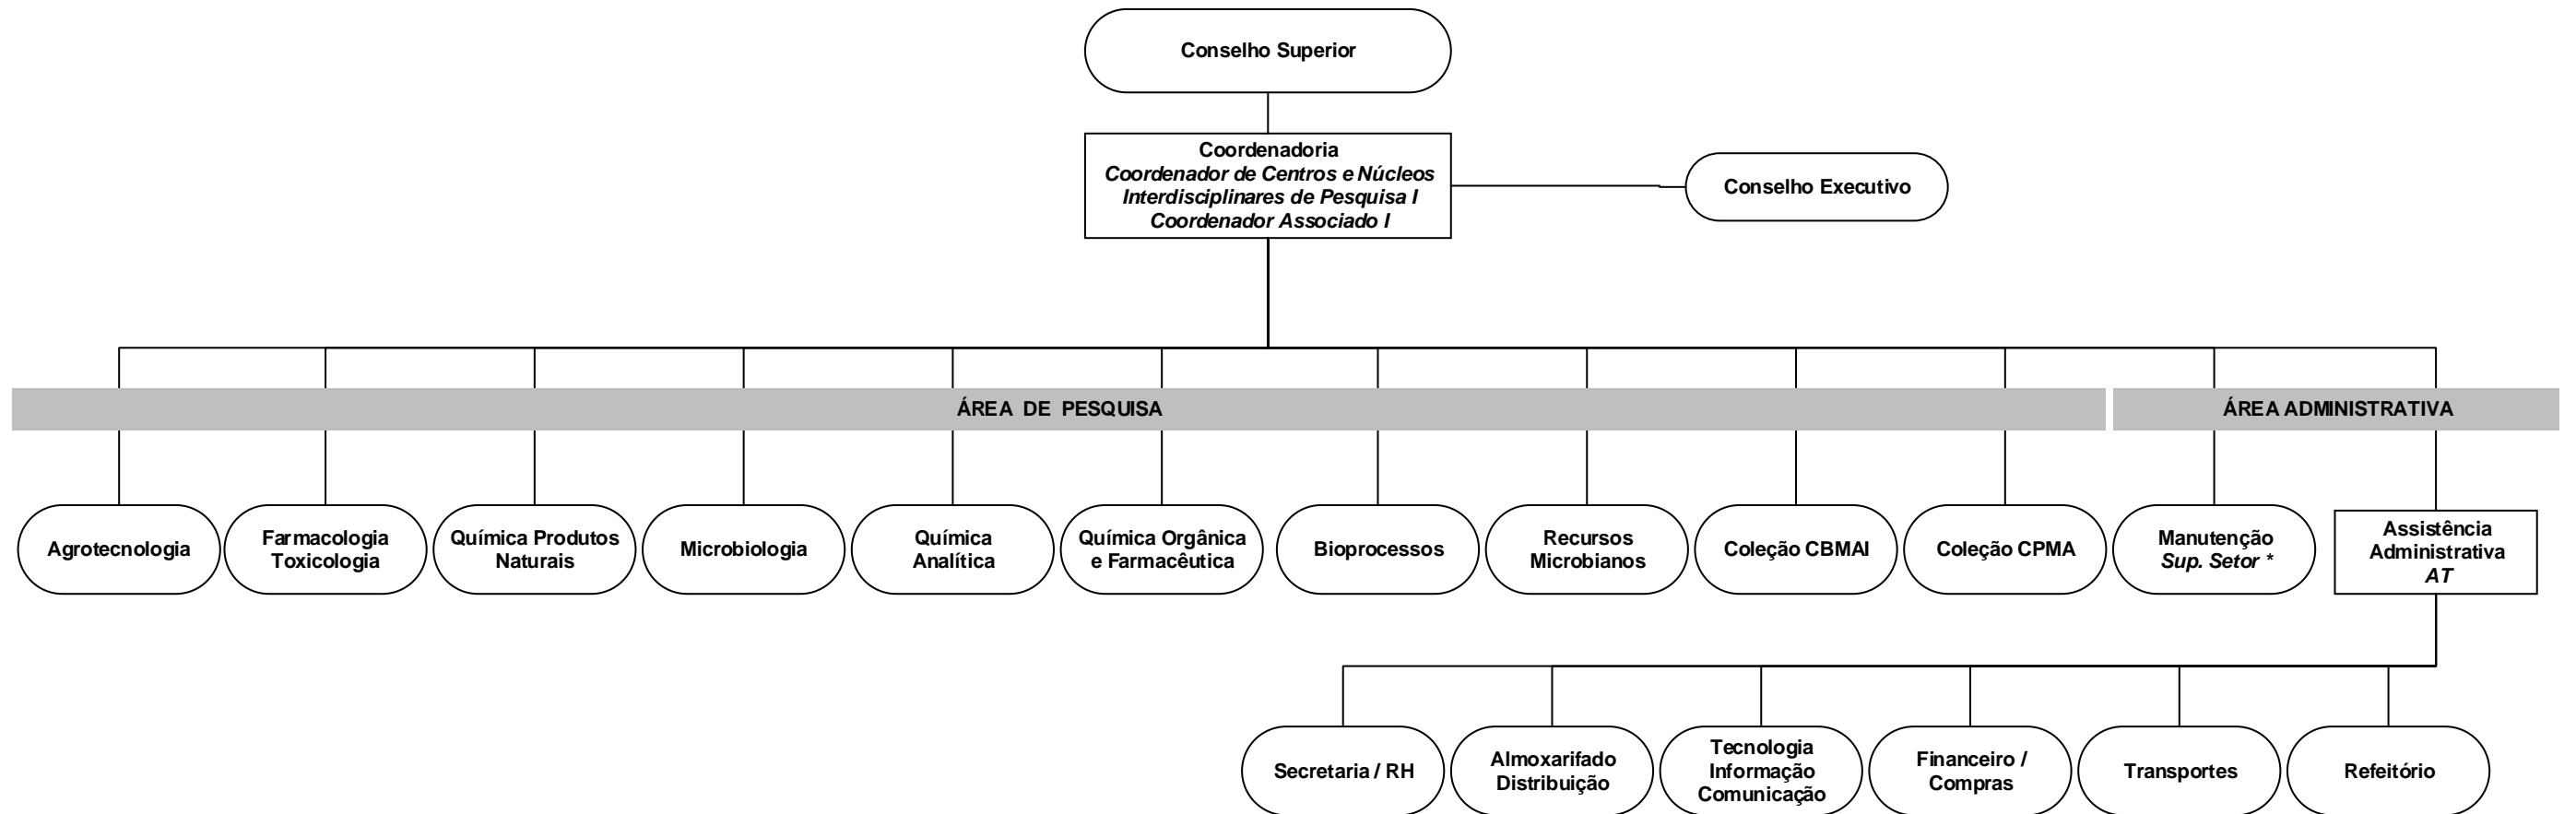 Conselho Superior
Coordenadoria
Coordenador de Centros e Núcleos
Interdisciplinares de Pesquisa I
Coordenador Associado I
Conselho Executivo
ÁREA DE PESQUISA
ÁREA ADMINISTRATIVA
Agrotecnologia
Farmacologia
Toxicologia
Química Produtos
Naturais
Microbiologia
Química
Analítica
Química Orgânica
e Farmacêutica
Bioprocessos
Recursos
Microbianos
Coleção CBMAI
Coleção CPMA
Manutenção
Sup. Setor *
Assistência
Administrativa
AT
Secretaria / RH
Almoxarifado
Distribuição
Tecnologia
Informação
Comunicação
Financeiro /
Compras
Transportes
Refeitório